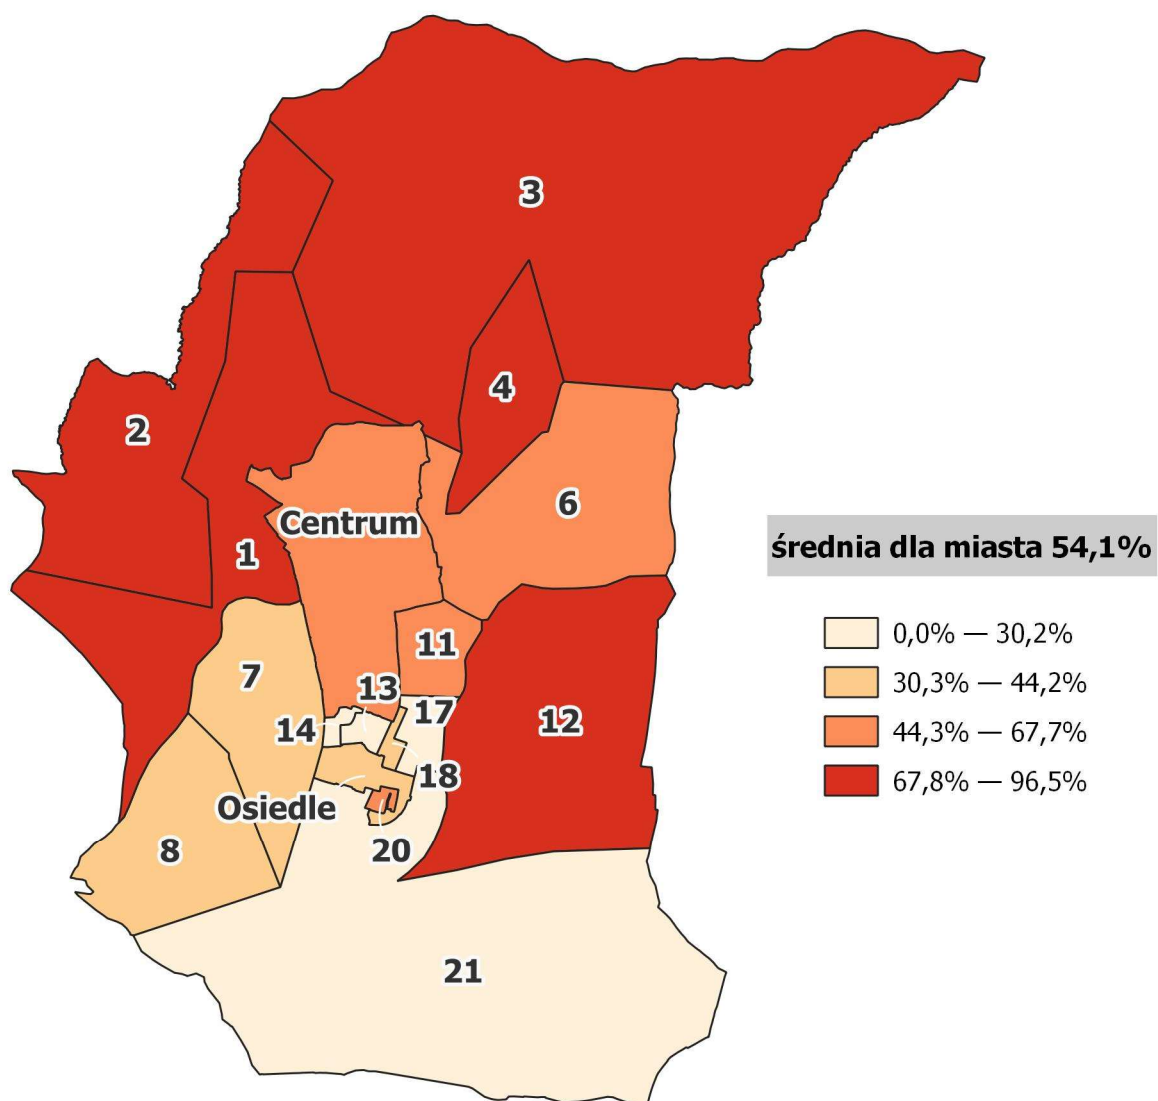 3
4
2
6
Centrum
1
11
7
13
17
14
12
18
Osiedle
20
8
21
średnia dla miasta 54,1%
0,0% — 30,2%
30,3% — 44,2%
44,3% — 67,7%
67,8% — 96,5%